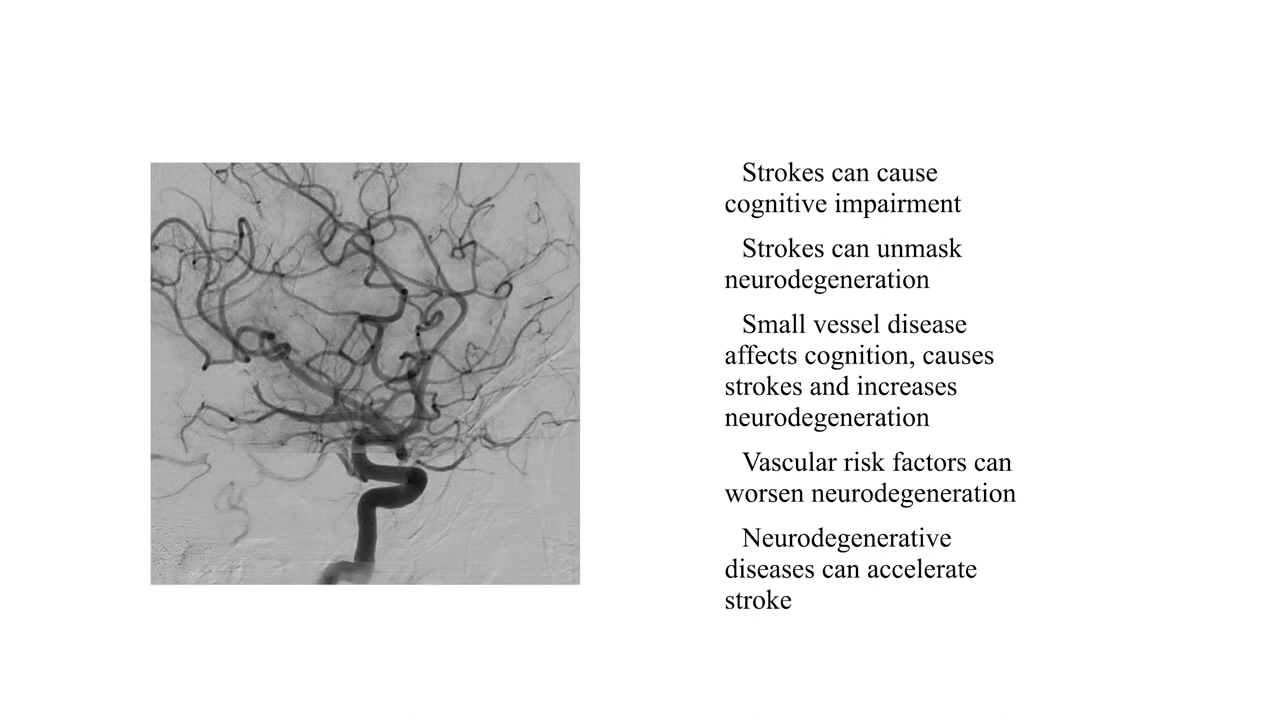 Strokes can cause
cognitive impairment
Strokes can unmask
neurodegeneration
Small vessel disease
affects cognition, causes
strokes and increases
neurodegeneration
Vascular risk factors can
worsen neurodegeneration
Neurodegenerative
diseases can accelerate
stroke